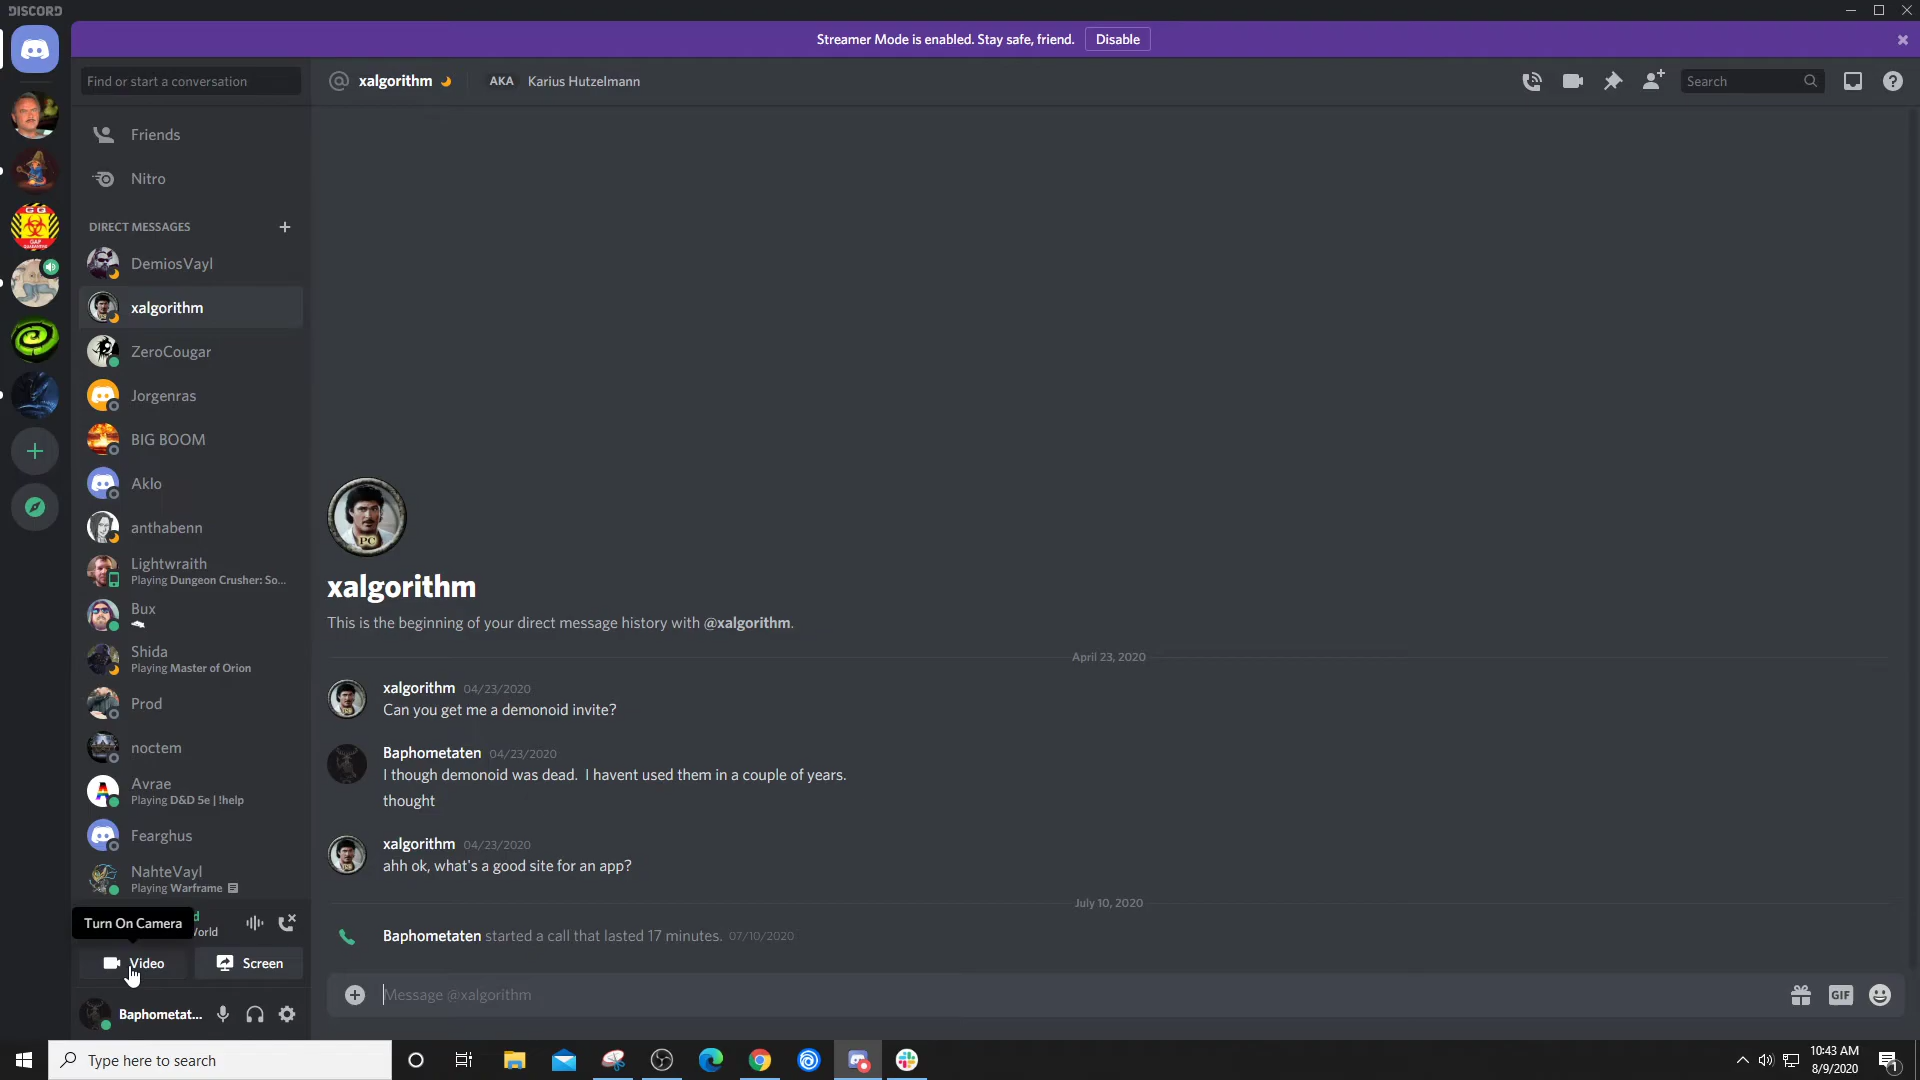 DISCORD
Streamer Mode is enabled. Stay safe, friend.
Disable
Find or start a conversation
xalgorithm
AKA
Karius Hutzelmann
Search
Friends
Nitro
DIRECT MESSAGES
DemiosVayl
xalgorithm
ZeroCougar
Jorgenras
BIG BOOM
Aklo
anthabenn
Lightwraith
Playing Dungeon Crusher: So...
Bux
Shida
Playing Master of Orion
Prod
noctem
Avrae
Playing D&D 5e | !help
Fearghus
NahteVayl
Playing Warframe
Turn On Camera
Video
Screen
Baphometat...
GG
PC
xalgorithm
This is the beginning of your direct message history with @xalgorithm.
April 23, 2020
xalgorithm 04/23/2020
Can you get me a demonoid invite?
Baphometaten 04/23/2020
I though demonoid was dead. I havent used them in a couple of years.
thought
xalgorithm 04/23/2020
ahh ok, what's a good site for an app?
July 10, 2020
Baphometaten started a call that lasted 17 minutes. 07/10/2020
Message @xalgorithm
GIF
Type here to search
10:43 AM
8/9/2020
1